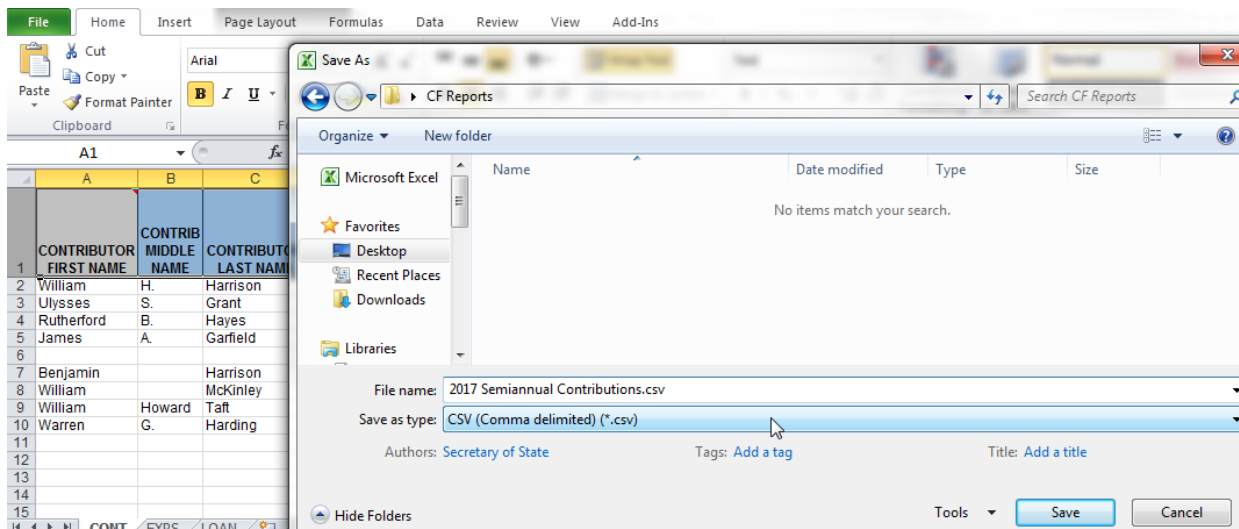 File Home Insert Page Layout Formulas Data Review View Add-Ins
Cut
Copy
Format Painter
Paste
Clipboard
Arial
B I U
A1
fx
A B C
1 CONTRIBUTOR FIRST NAME CONTRIB MIDDLE NAME CONTRIBUTO LAST NAM
2 William H. Harrison
3 Ulysses S. Grant
4 Rutherford B. Hayes
5 James A. Garfield
6
7 Benjamin Harrison
8 William McKinley
9 William Howard Taft
10 Warren G. Harding
11
12
13
14
15
CONT EXPS LOAN
Save As
CF Reports
Search CF Reports
Organize New folder
Microsoft Excel
Favorites
Desktop
Recent Places
Downloads
Libraries
Name Date modified Type Size
No items match your search.
File name: 2017 Semiannual Contributions.csv
Save as type: CSV (Comma delimited) (*.csv)
Authors: Secretary of State Tags: Add a tag Title: Add a title
Hide Folders Tools Save Cancel